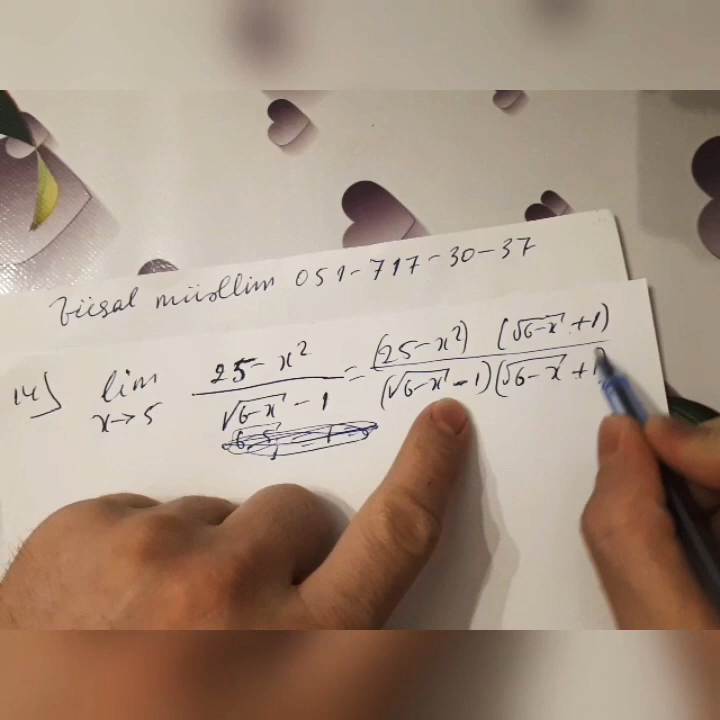 Vüsal müəllim 051-717-30-37
14) lim x→5 (25-x²)/(√(6-x) - 1) = (25-x²) (√(6-x) + 1)/(√(6-x) - 1)(√(6-x) + 1)